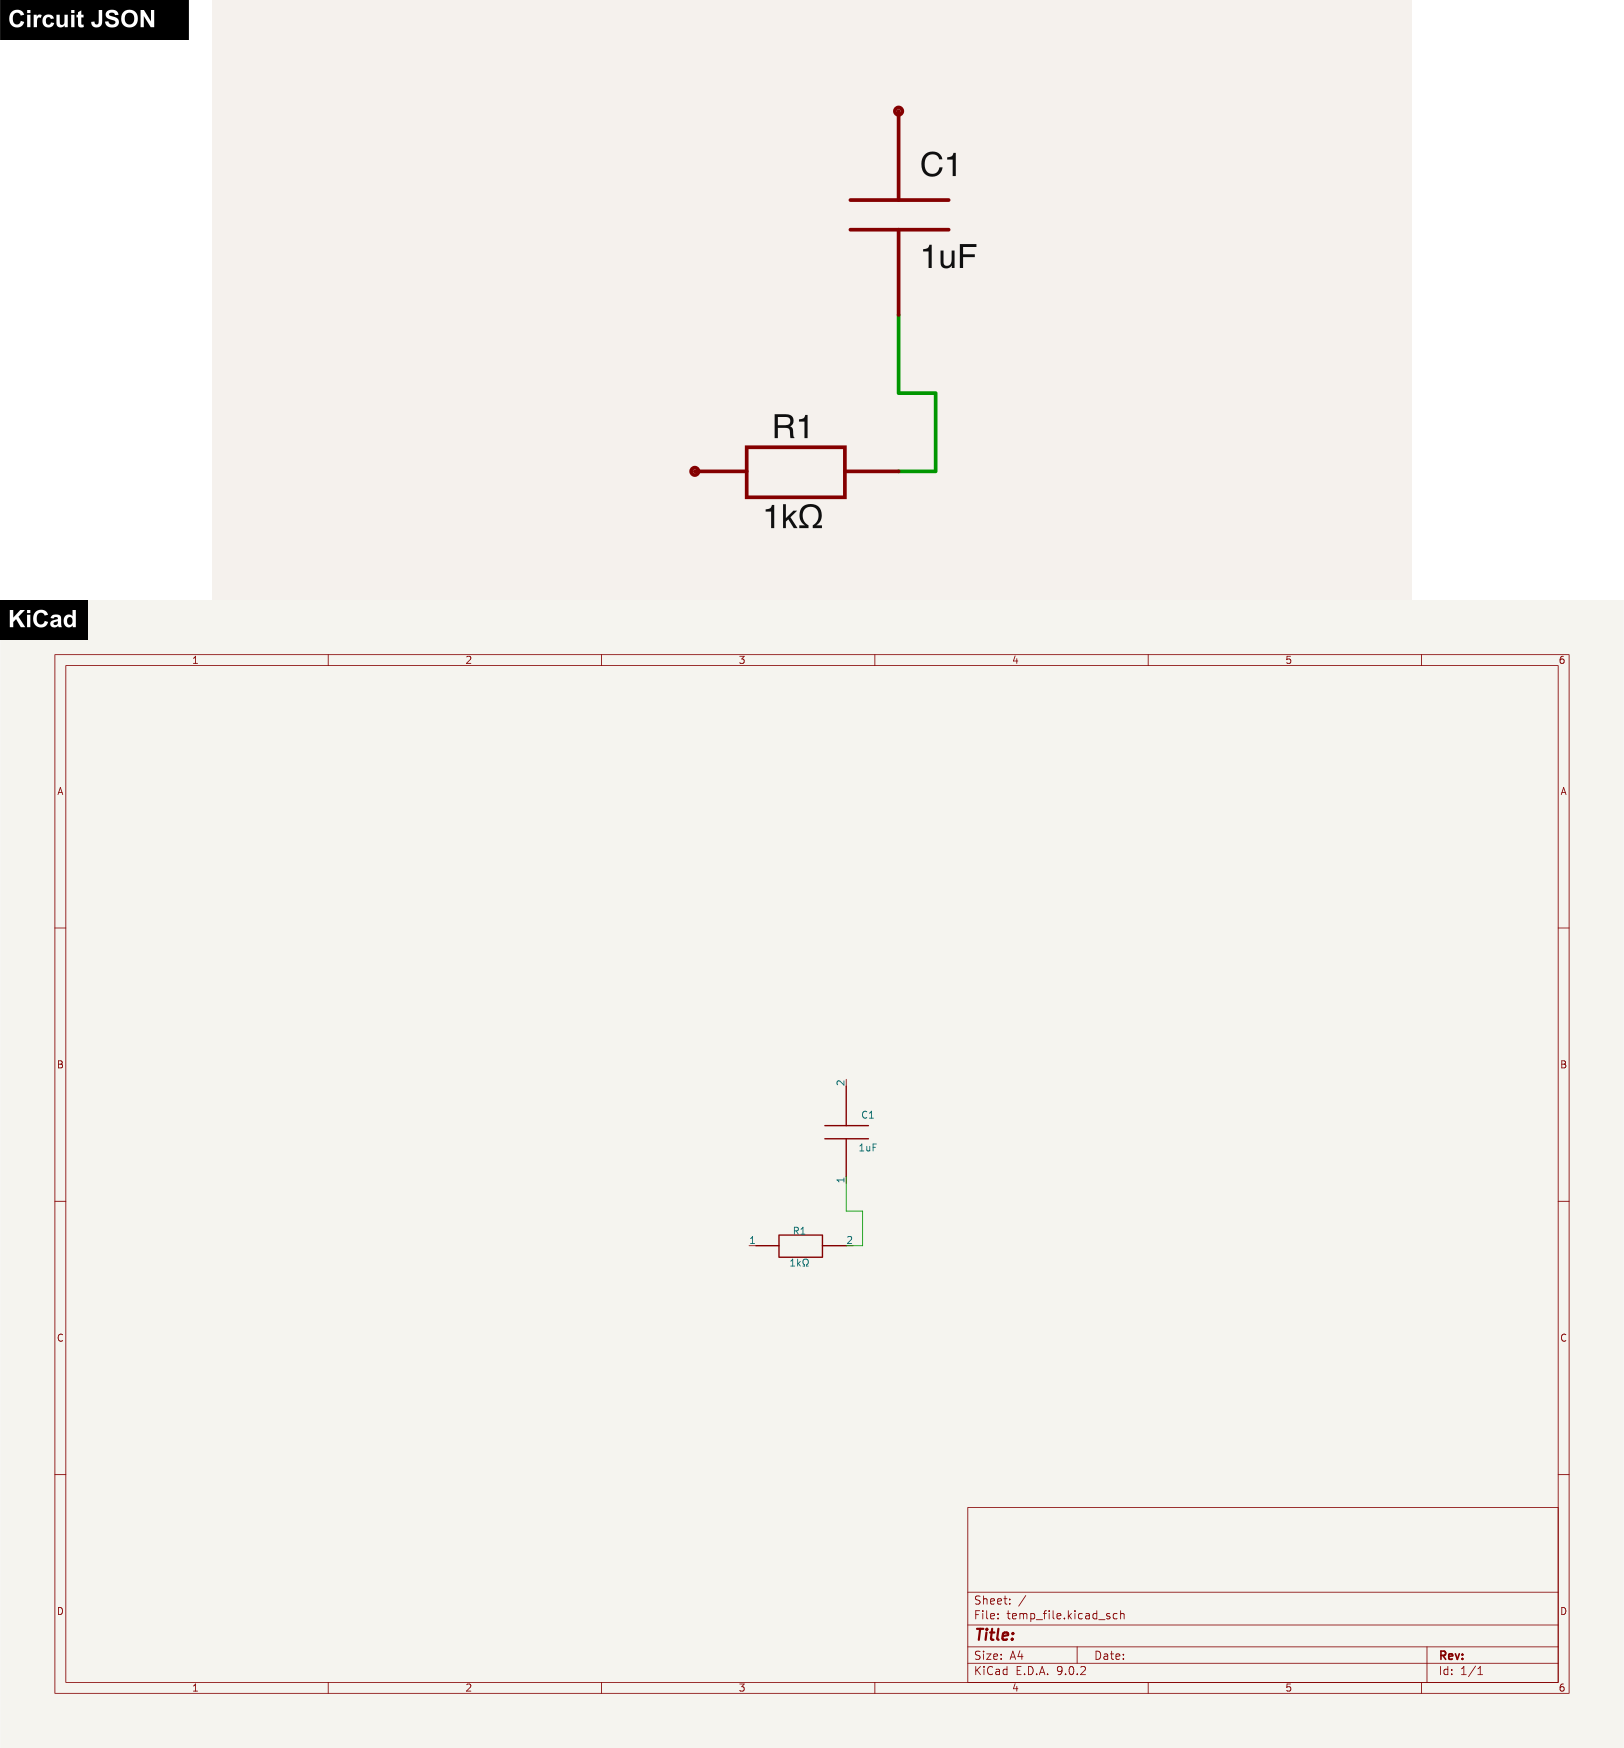 Circuit JSON
C1
1uF
R1
1kΩ
KiCad
1 2 3 4 5 6
A A
2
C1
B B
1uF
1
R1
1 2
1kΩ
C C
Sheet: /
File: temp_file.kicad_sch
D D
Title:
Size: A4 Date: Rev:
KiCad E.D.A. 9.0.2 Id: 1/1
1 2 3 4 5 6